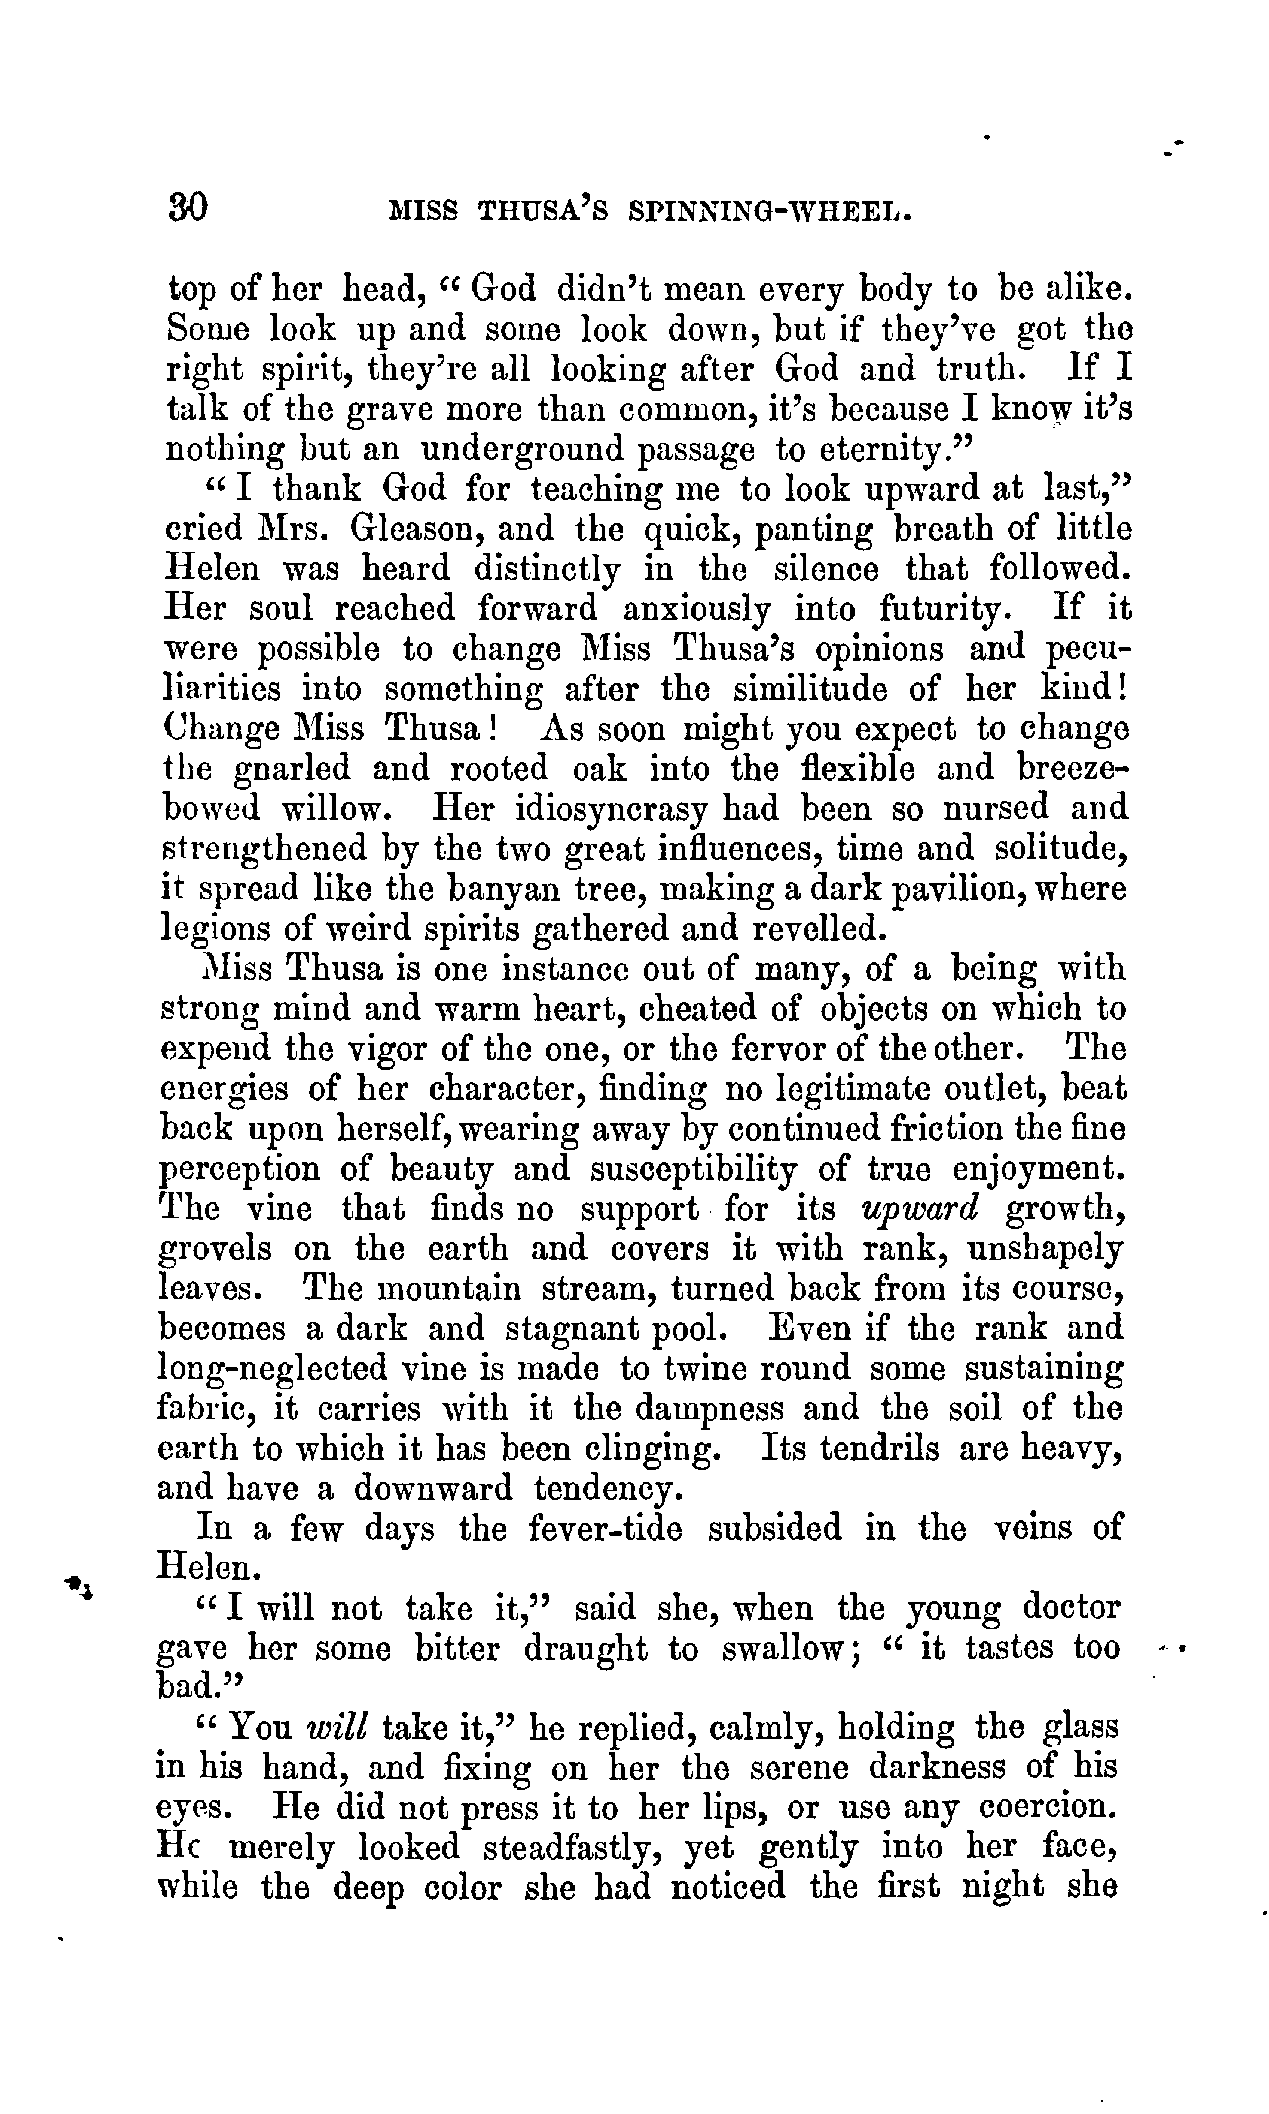 30 MISS THUSA'S SPINNING-WHEEL.
top of her head, “ God didn't mean every body to be alike.
Some look up and some look down, but if they've got the
right spirit, they're all looking after God and truth. If I
talk of the grave more than common, it's because I know it's
nothing but an underground passage to eternity.”
“ I thank God for teaching me to look upward at last,”
cried Mrs. Gleason, and the quick, panting breath of little
Helen was heard distinctly in the silence that followed.
Her soul reached forward anxiously into futurity. If it
were possible to change Miss Thusa's opinions and pecu-
liarities into something after the similitude of her kind!
Change Miss Thusa! As soon might you expect to change
the gnarled and rooted oak into the flexible and breeze-
bowed willow. Her idiosyncrasy had been so nursed and
strengthened by the two great influences, time and solitude,
it spread like the banyan tree, making a dark pavilion, where
legions of weird spirits gathered and revelled.
Miss Thusa is one instance out of many, of a being with
strong mind and warm heart, cheated of objects on which to
expend the vigor of the one, or the fervor of the other. The
energies of her character, finding no legitimate outlet, beat
back upon herself, wearing away by continued friction the fine
perception of beauty and susceptibility of true enjoyment.
The vine that finds no support for its upward growth,
grovels on the earth and covers it with rank, unshapely
leaves. The mountain stream, turned back from its course,
becomes a dark and stagnant pool. Even if the rank and
long-neglected vine is made to twine round some sustaining
fabric, it carries with it the dampness and the soil of the
earth to which it has been clinging. Its tendrils are heavy,
and have a downward tendency.
In a few days the fever-tide subsided in the veins of
Helen.
“ I will not take it,” said she, when the young doctor
gave her some bitter draught to swallow; “ it tastes too
bad.”
“ You will take it,” he replied, calmly, holding the glass
in his hand, and fixing on her the serene darkness of his
eyes. He did not press it to her lips, or use any coercion.
He merely looked steadfastly, yet gently into her face,
while the deep color she had noticed the first night she